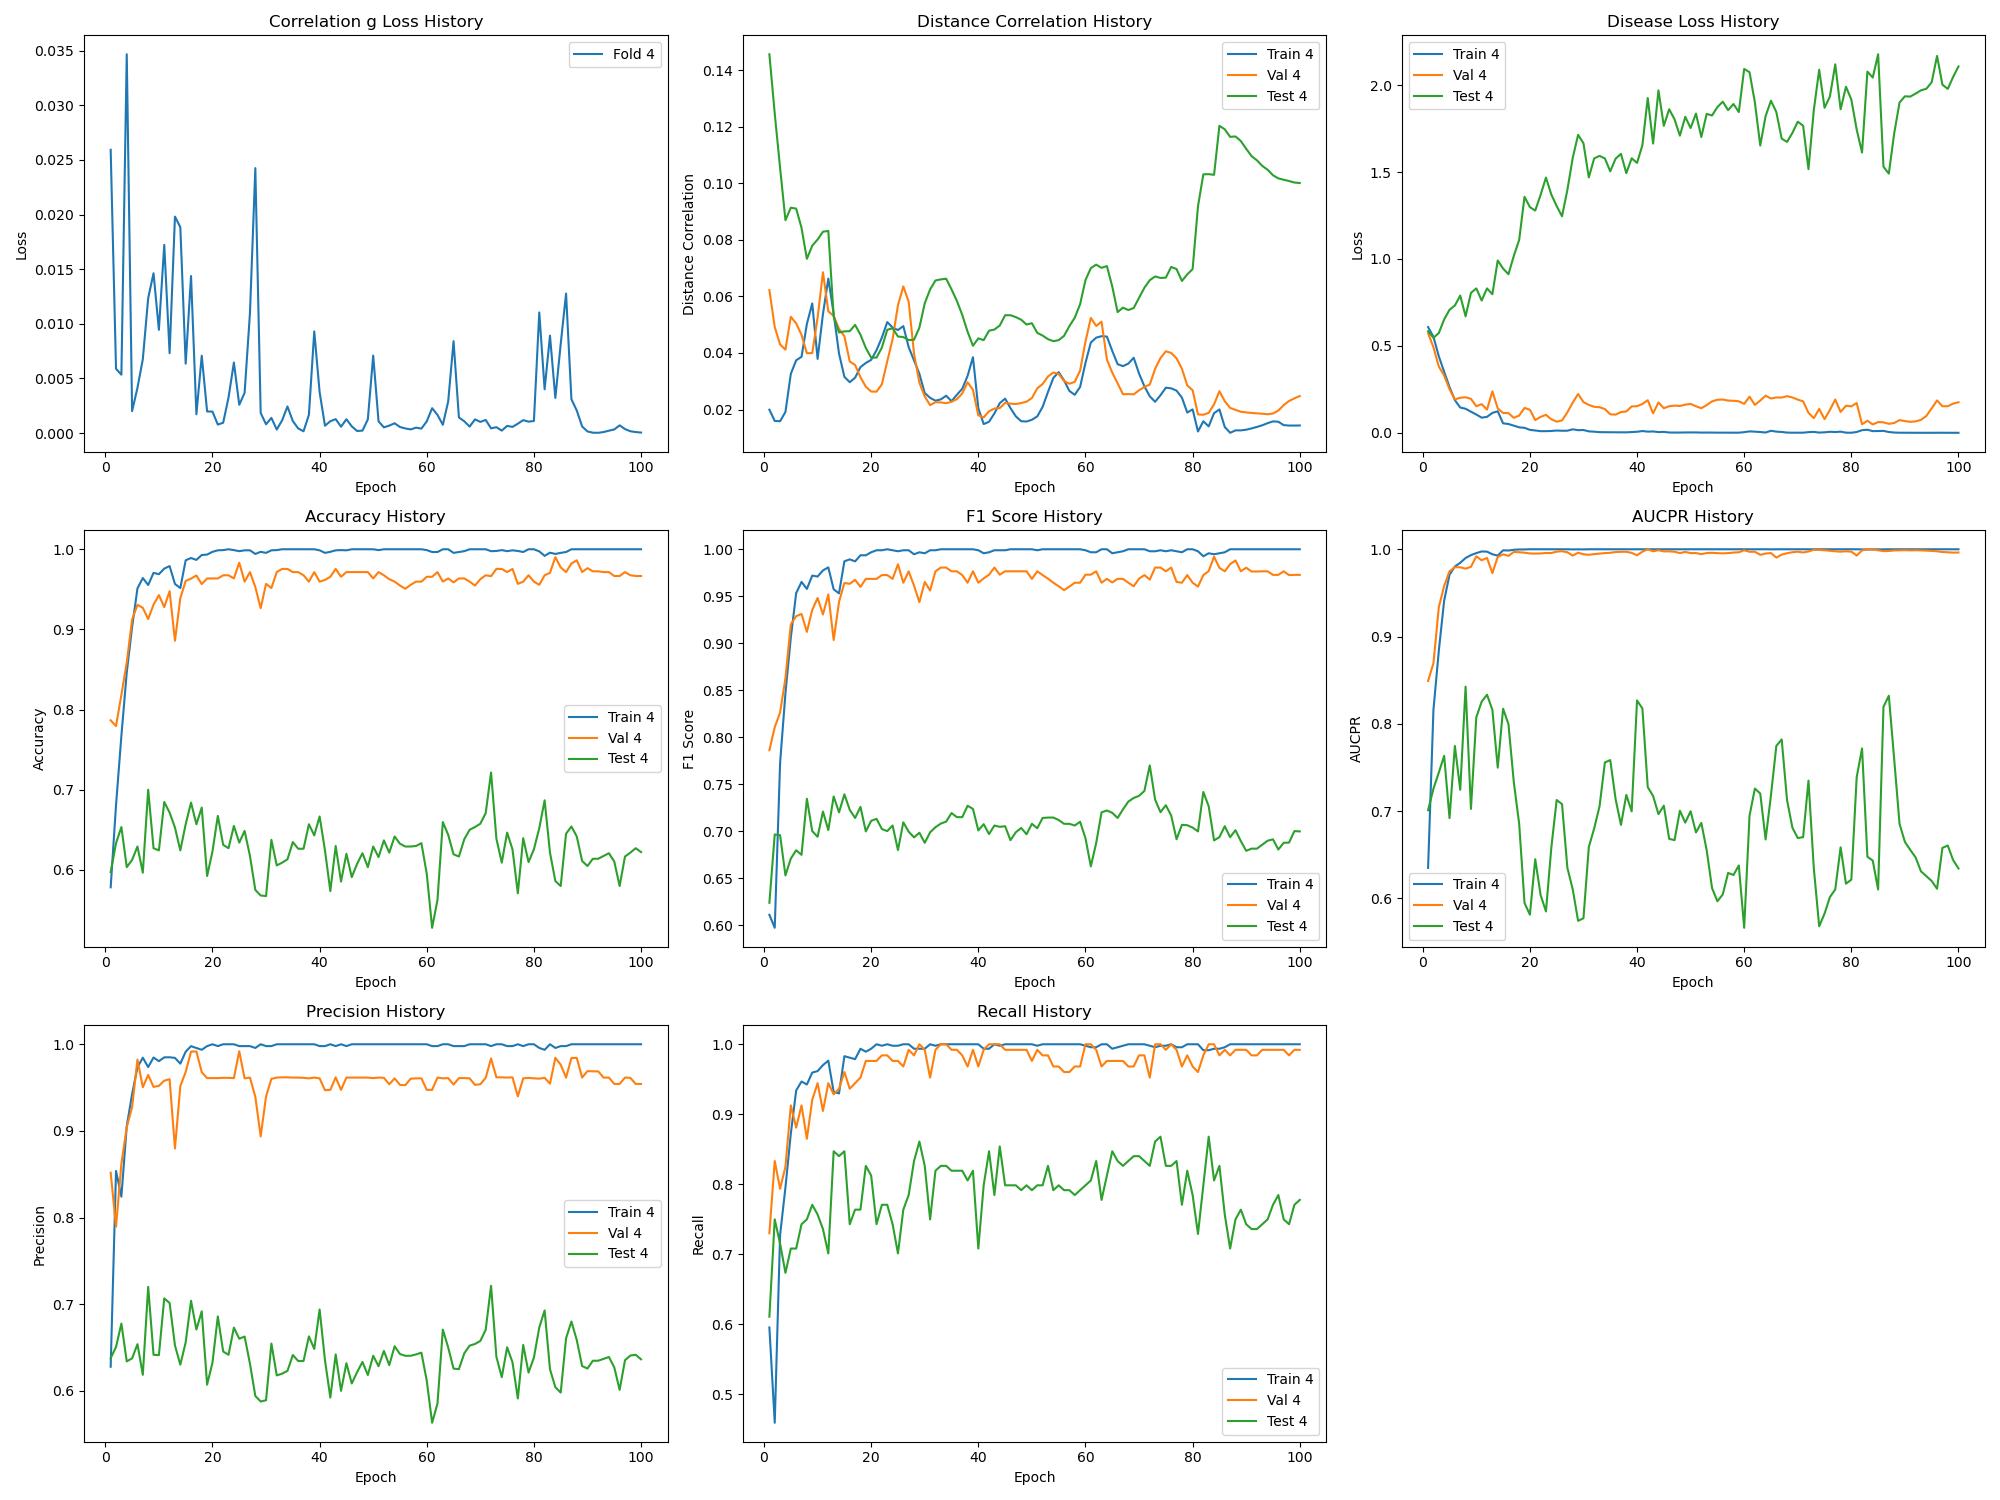 Correlation g Loss History
Loss
0.035
0.030
0.025
0.020
0.015
0.010
0.005
0.000
Fold 4
0 20 40 60 80 100
Epoch
Distance Correlation History
Distance Correlation
0.14
0.12
0.10
0.08
0.06
0.04
0.02
Train 4
Val 4
Test 4
0 20 40 60 80 100
Epoch
Disease Loss History
Loss
2.0
1.5
1.0
0.5
0.0
Train 4
Val 4
Test 4
0 20 40 60 80 100
Epoch
Accuracy History
Accuracy
1.0
0.9
0.8
0.7
0.6
Train 4
Val 4
Test 4
0 20 40 60 80 100
Epoch
F1 Score History
F1 Score
1.00
0.95
0.90
0.85
0.80
0.75
0.70
0.65
0.60
Train 4
Val 4
Test 4
0 20 40 60 80 100
Epoch
AUCPR History
AUCPR
1.0
0.9
0.8
0.7
0.6
Train 4
Val 4
Test 4
0 20 40 60 80 100
Epoch
Precision History
Precision
1.0
0.9
0.8
0.7
0.6
Train 4
Val 4
Test 4
0 20 40 60 80 100
Epoch
Recall History
Recall
1.0
0.9
0.8
0.7
0.6
0.5
Train 4
Val 4
Test 4
0 20 40 60 80 100
Epoch